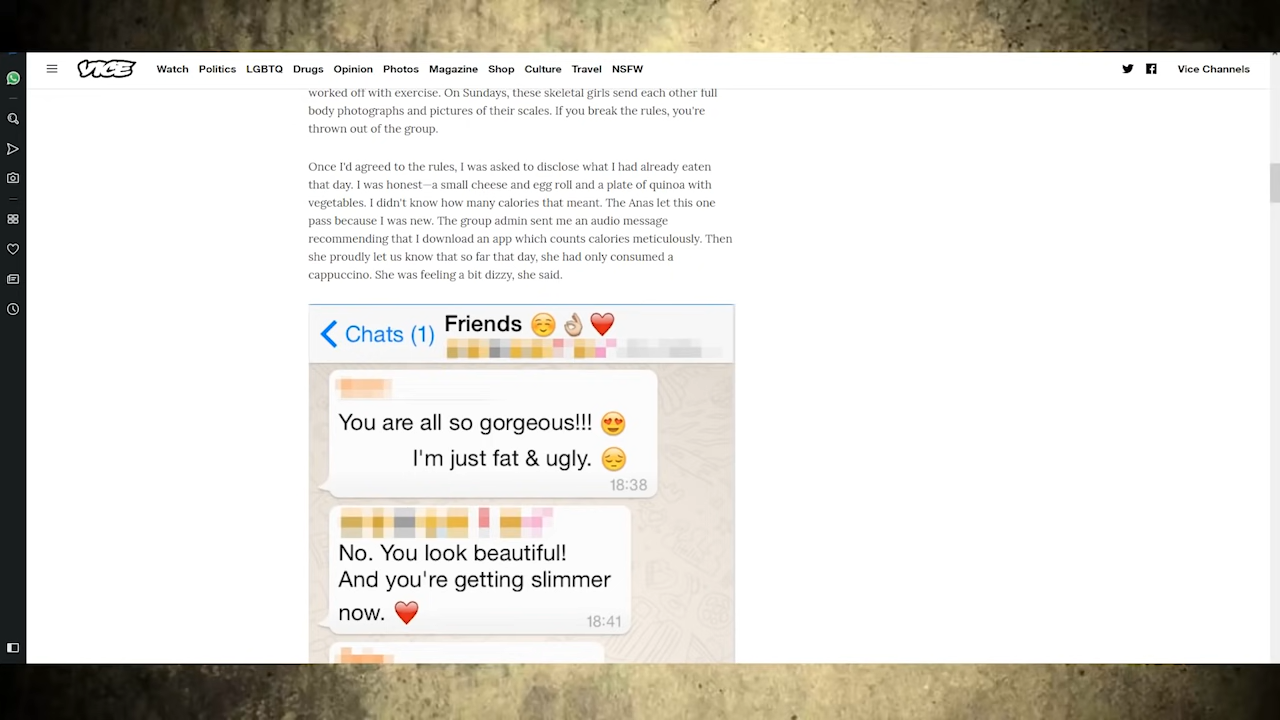 VICE
Watch Politics LGBTQ Drugs Opinion Photos Magazine Shop Culture Travel NSFW
Vice Channels
worked off with exercise. On Sundays, these skeletal girls send each other full
body photographs and pictures of their scales. If you break the rules, you're
thrown out of the group.
Once I'd agreed to the rules, I was asked to disclose what I had already eaten
that day. I was honest—a small cheese and egg roll and a plate of quinoa with
vegetables. I didn't know how many calories that meant. The Anas let this one
pass because I was new. The group admin sent me an audio message
recommending that I download an app which counts calories meticulously. Then
she proudly let us know that so far that day, she had only consumed a
cappuccino. She was feeling a bit dizzy, she said.
Chats (1)
Friends ☺️👌❤️
You are all so gorgeous!!! 😍
I'm just fat & ugly. 😔
18:38
No. You look beautiful!
And you're getting slimmer
now. ❤️
18:41